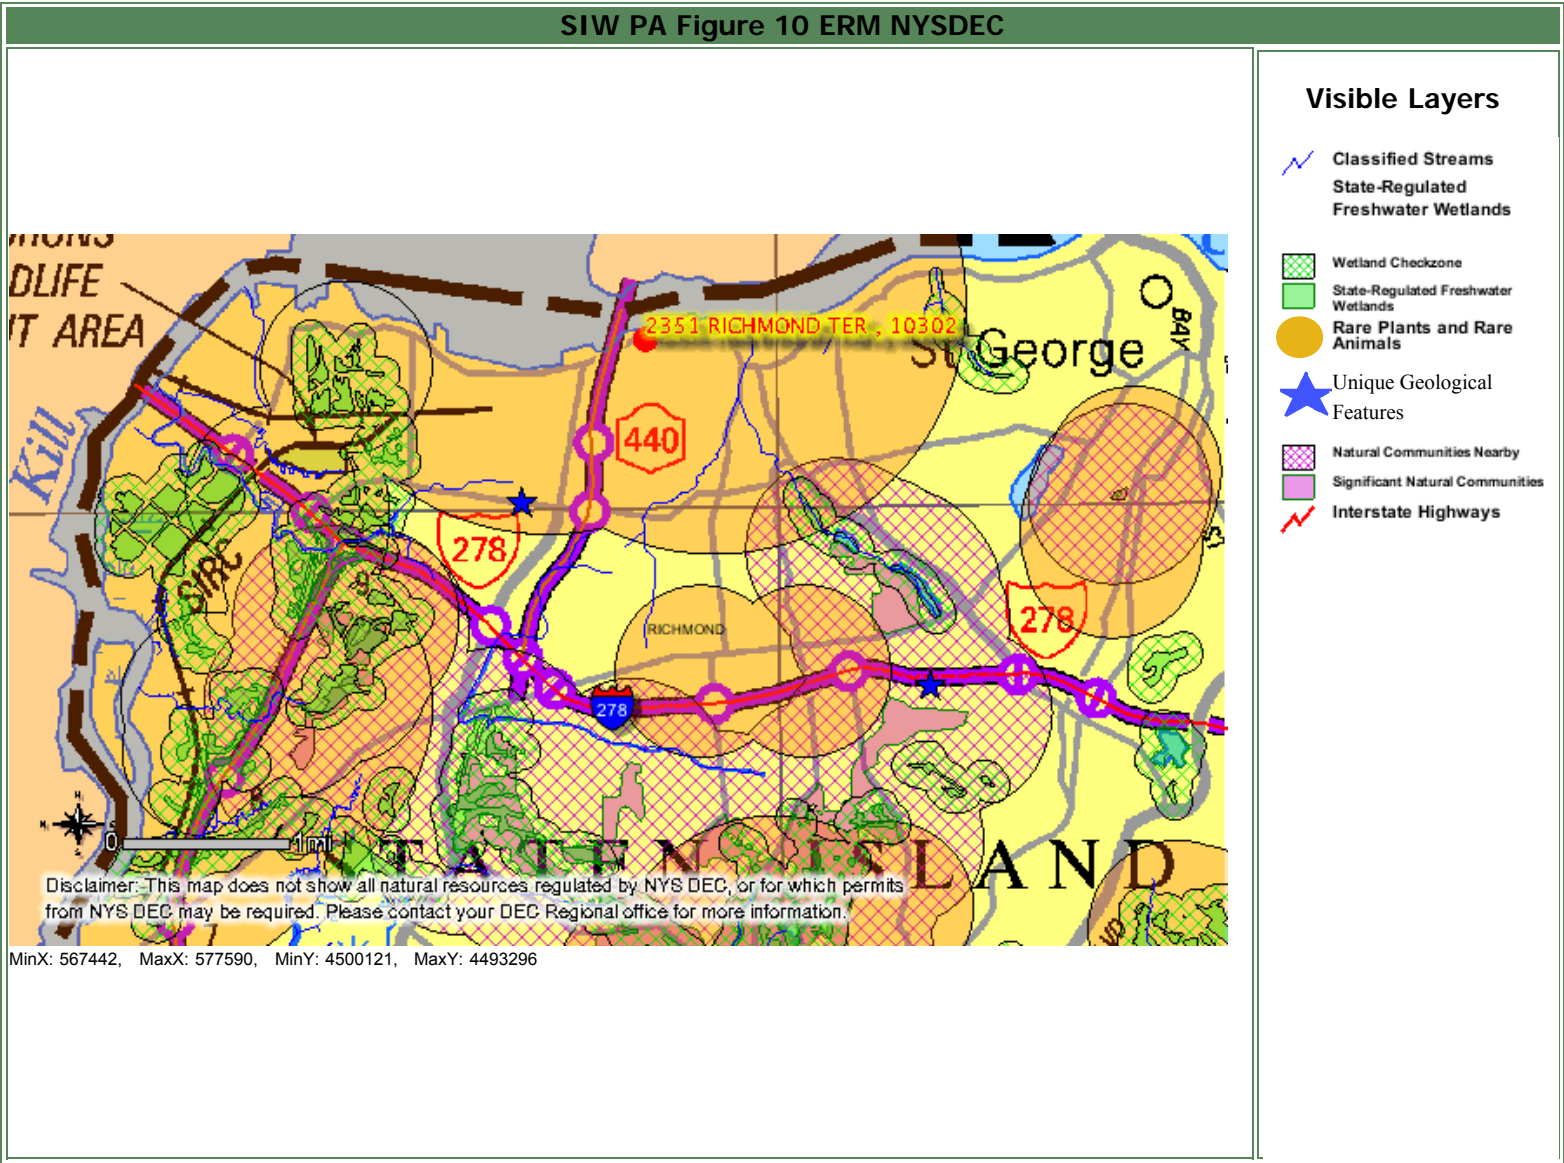 SIW PA Figure 10 ERM NYSDEC
DLIFE
T AREA
Kill
2351 RICHMOND TER , 10302
St George
BAY
440
278
SIRC
RICHMOND
278
278
0 1mi
STATEN ISLAND
Disclaimer: This map does not show all natural resources regulated by NYS DEC, or for which permits
from NYS DEC may be required. Please contact your DEC Regional office for more information.
MinX: 567442, MaxX: 577590, MinY: 4500121, MaxY: 4493296
Visible Layers
Classified Streams
State-Regulated
Freshwater Wetlands
Wetland Checkzone
State-Regulated Freshwater
Wetlands
Rare Plants and Rare
Animals
Unique Geological
Features
Natural Communities Nearby
Significant Natural Communities
Interstate Highways